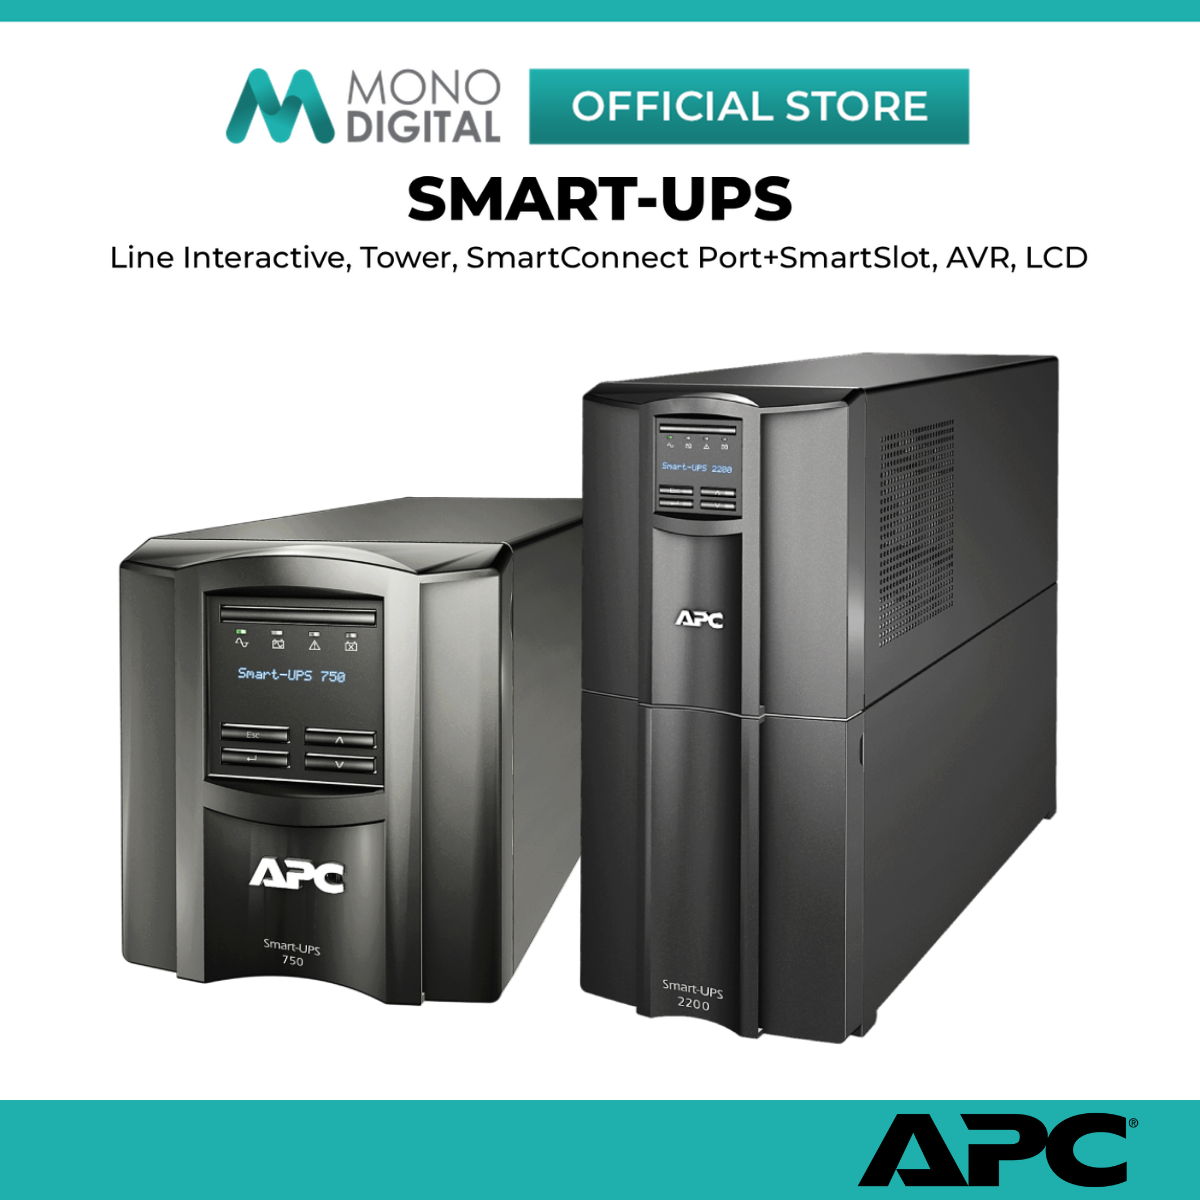 MONO
DIGITAL
OFFICIAL STORE
SMART-UPS
Line Interactive, Tower, SmartConnect Port+SmartSlot, AVR, LCD
Smart-UPS 2200
APC
Smart-UPS 750
Esc
APC
Smart-UPS
750
Smart-UPS
2200
APC®